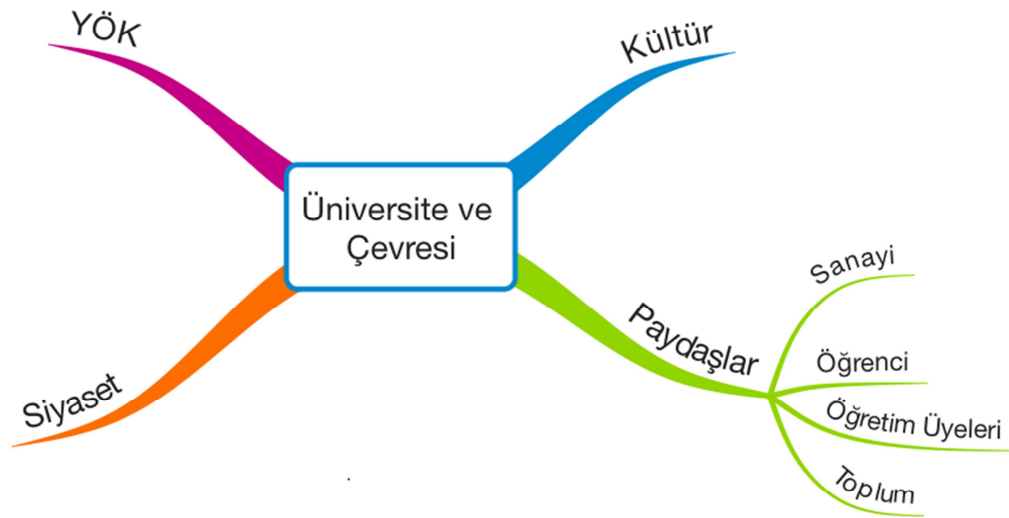 YÖK
Kültür
Üniversite ve
Çevresi
Siyaset
Paydaşlar
Sanayi
Öğrenci
Öğretim Üyeleri
Toplum